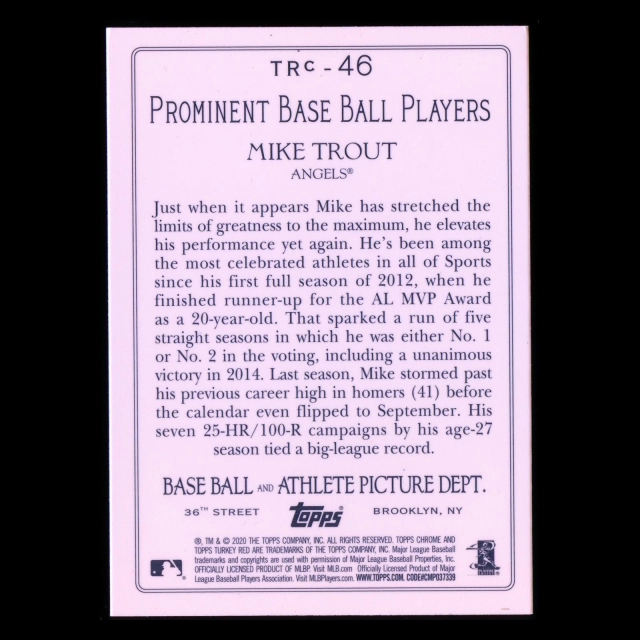 TRC - 46
PROMINENT BASE BALL PLAYERS
MIKE TROUT
ANGELS®
Just when it appears Mike has stretched the
limits of greatness to the maximum, he elevates
his performance yet again. He's been among
the most celebrated athletes in all of Sports
since his first full season of 2012, when he
finished runner-up for the AL MVP Award
as a 20-year-old. That sparked a run of five
straight seasons in which he was either No. 1
or No. 2 in the voting, including a unanimous
victory in 2014. Last season, Mike stormed past
his previous career high in homers (41) before
the calendar even flipped to September. His
seven 25-HR/100-R campaigns by his age-27
season tied a big-league record.
BASE BALL AND ATHLETE PICTURE DEPT.
36TH STREET topps® BROOKLYN, NY
®, TM & © 2020 THE TOPPS COMPANY, INC. ALL RIGHTS RESERVED. TOPPS CHROME AND
TOPPS TURKEY RED ARE TRADEMARKS OF THE TOPPS COMPANY, INC. Major League Baseball
trademarks and copyrights are used with permission of Major League Baseball Properties, Inc.
OFFICIALLY LICENSED PRODUCT OF MLBP. Visit MLB.com Officially Licensed Product of Major
League Baseball Players Association. Visit MLBPlayers.com. WWW.TOPPS.COM. CODE#CMP037339